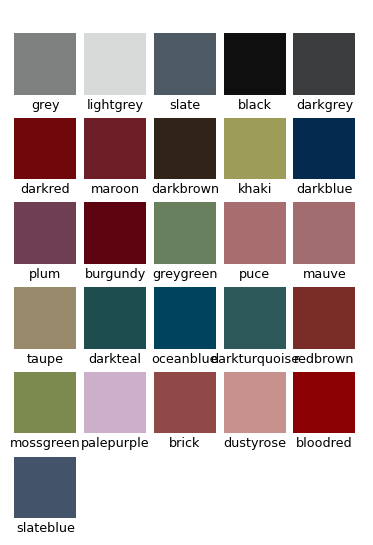 grey lightgrey slate black darkgrey
darkred maroon darkbrown khaki darkblue
plum burgundy greygreen puce mauve
taupe darkteal oceanblue darkturquoise redbrown
mossgreen palepurple brick dustyrose bloodred
slateblue